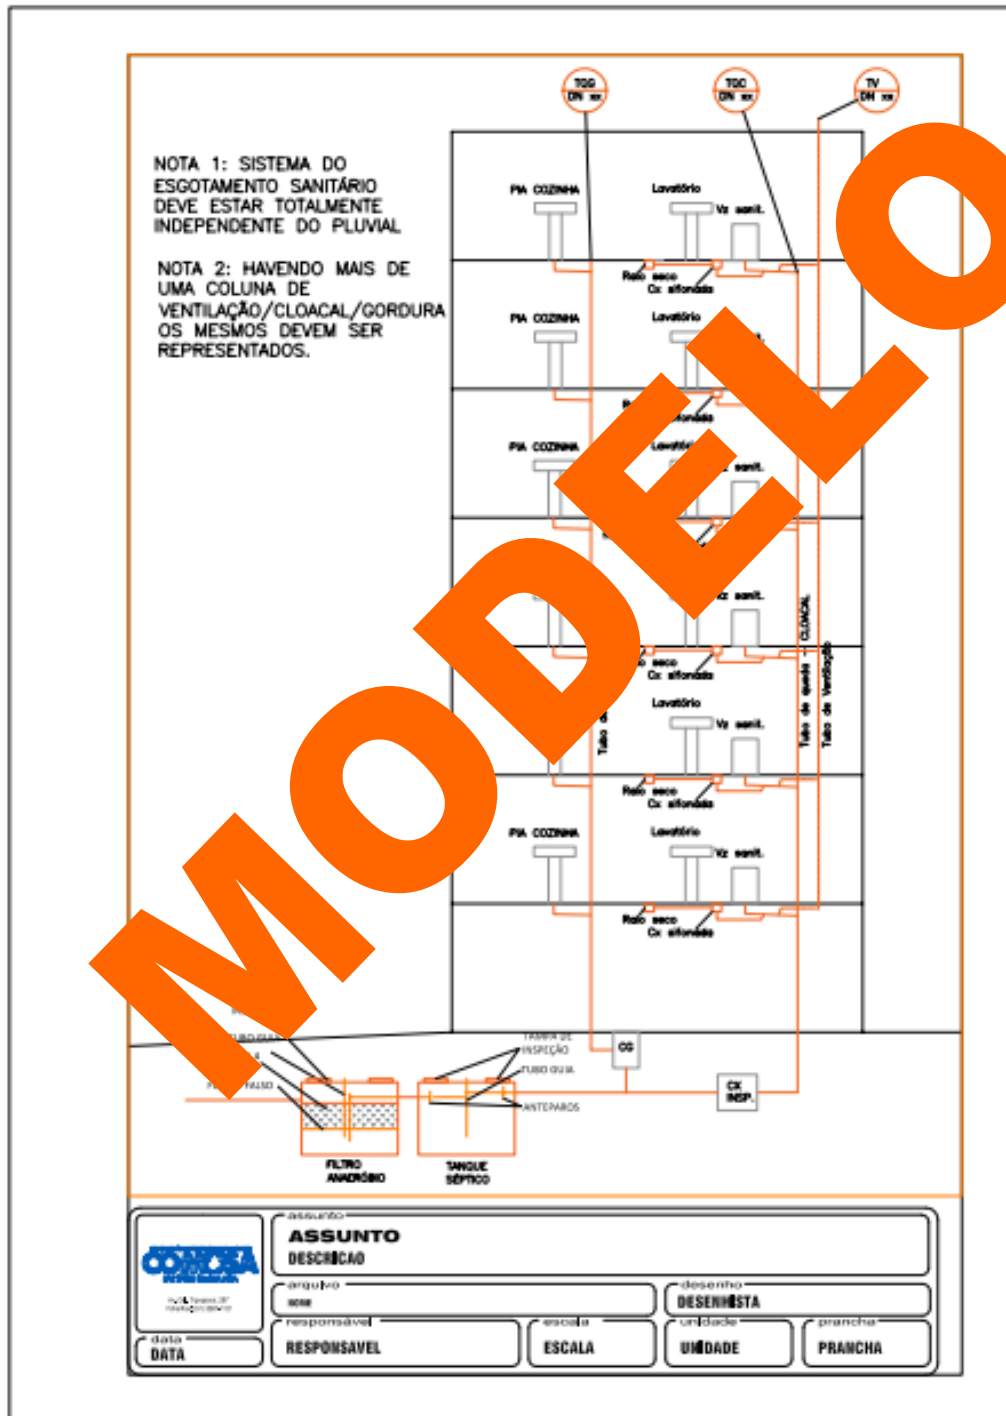 TQG
DN xx
TQC
DN xx
TV
DN xx
NOTA 1: SISTEMA DO
ESGOTAMENTO SANITÁRIO
DEVE ESTAR TOTALMENTE
INDEPENDENTE DO PLUVIAL
NOTA 2: HAVENDO MAIS DE
UMA COLUNA DE
VENTILAÇÃO/CLOACAL/GORDURA
OS MESMOS DEVEM SER
REPRESENTADOS.
MODELO
PIA COZINHA
Lavatório
Vz sanit.
Ralo seco
Cx sifonada
PIA COZINHA
Lavatório
PIA COZINHA
sanit.
Vz sanit.
seco
Cx sifonada
Lavatório
Vz sanit.
Ralo seco
Cx sifonada
PIA COZINHA
Lavatório
Vz sanit.
Ralo seco
Cx sifonada
Tubo
Tubo de queda - CLOACAL
Tubo de Ventilação
TAMPA DE
INSPEÇÃO
TUBO GUIA
ANTEPAROS
FALSO
CG
CX
INSP.
FILTRO
ANAERÓBIO
TANQUE
SÉPTICO
assunto
ASSUNTO
DESCRICAO
arquivo
NOME
desenho
DESENHISTA
data
DATA
responsável
RESPONSAVEL
escala
ESCALA
unidade
UNIDADE
prancha
PRANCHA